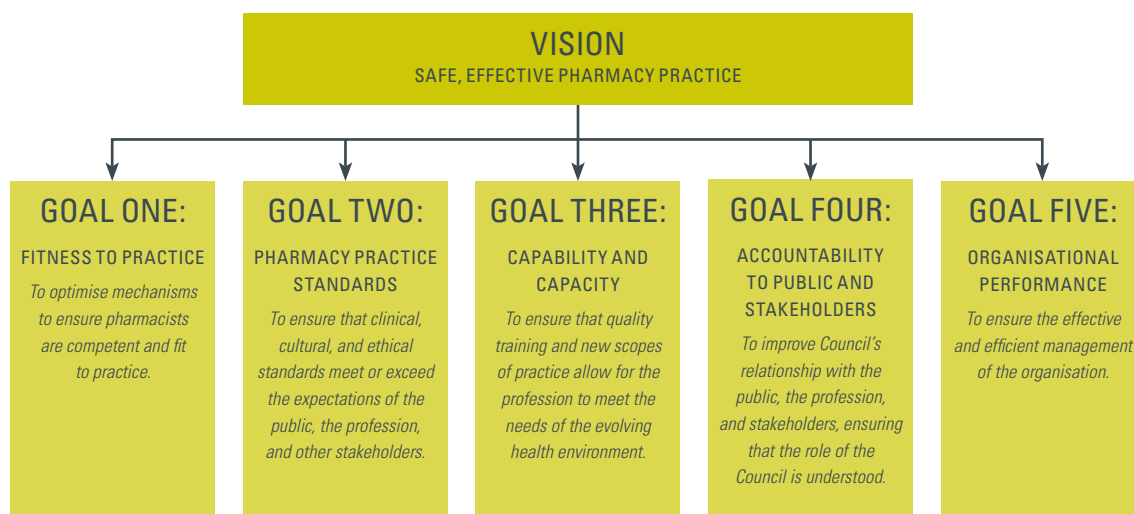 VISION
SAFE, EFFECTIVE PHARMACY PRACTICE
GOAL ONE:
FITNESS TO PRACTICE
To optimise mechanisms
to ensure pharmacists
are competent and fit
to practice.
GOAL TWO:
PHARMACY PRACTICE
STANDARDS
To ensure that clinical,
cultural, and ethical
standards meet or exceed
the expectations of the
public, the profession,
and other stakeholders.
GOAL THREE:
CAPABILITY AND
CAPACITY
To ensure that quality
training and new scopes
of practice allow for the
profession to meet the
needs of the evolving
health environment.
GOAL FOUR:
ACCOUNTABILITY
TO PUBLIC AND
STAKEHOLDERS
To improve Council's
relationship with the
public, the profession,
and stakeholders, ensuring
that the role of the
Council is understood.
GOAL FIVE:
ORGANISATIONAL
PERFORMANCE
To ensure the effective
and efficient management
of the organisation.